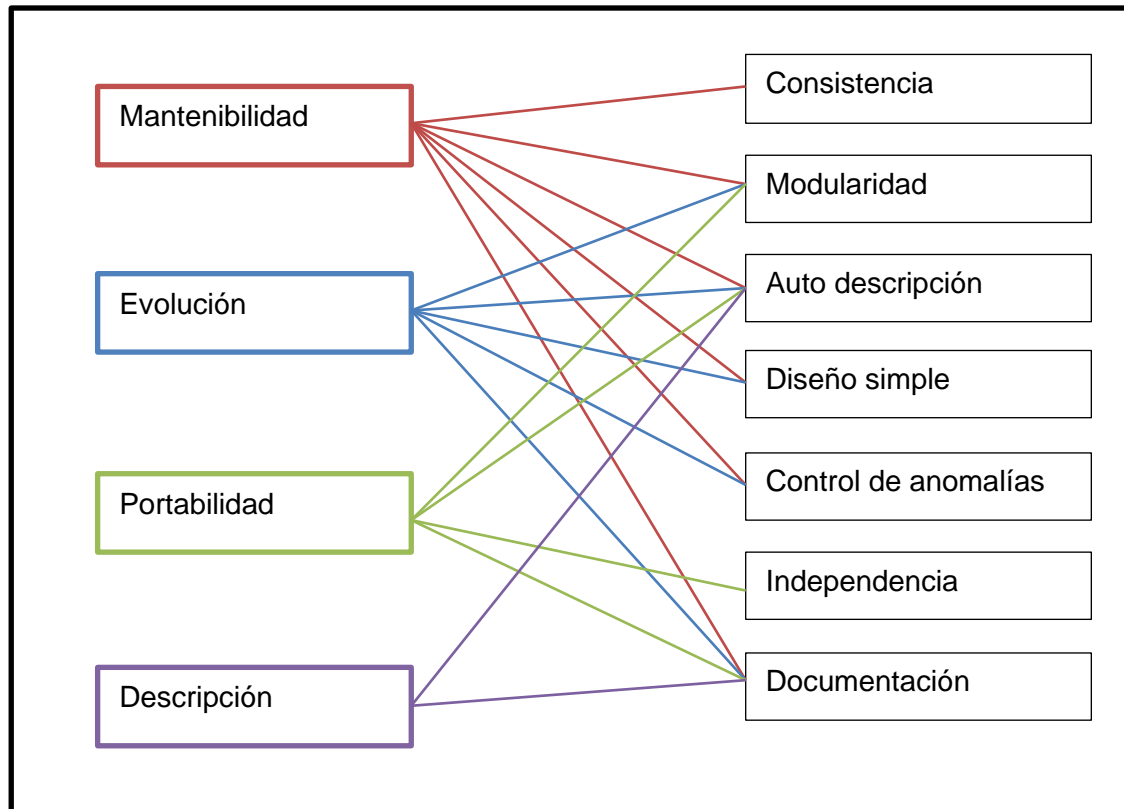 Mantenibilidad
Evolución
Portabilidad
Descripción
Consistencia
Modularidad
Auto descripción
Diseño simple
Control de anomalías
Independencia
Documentación